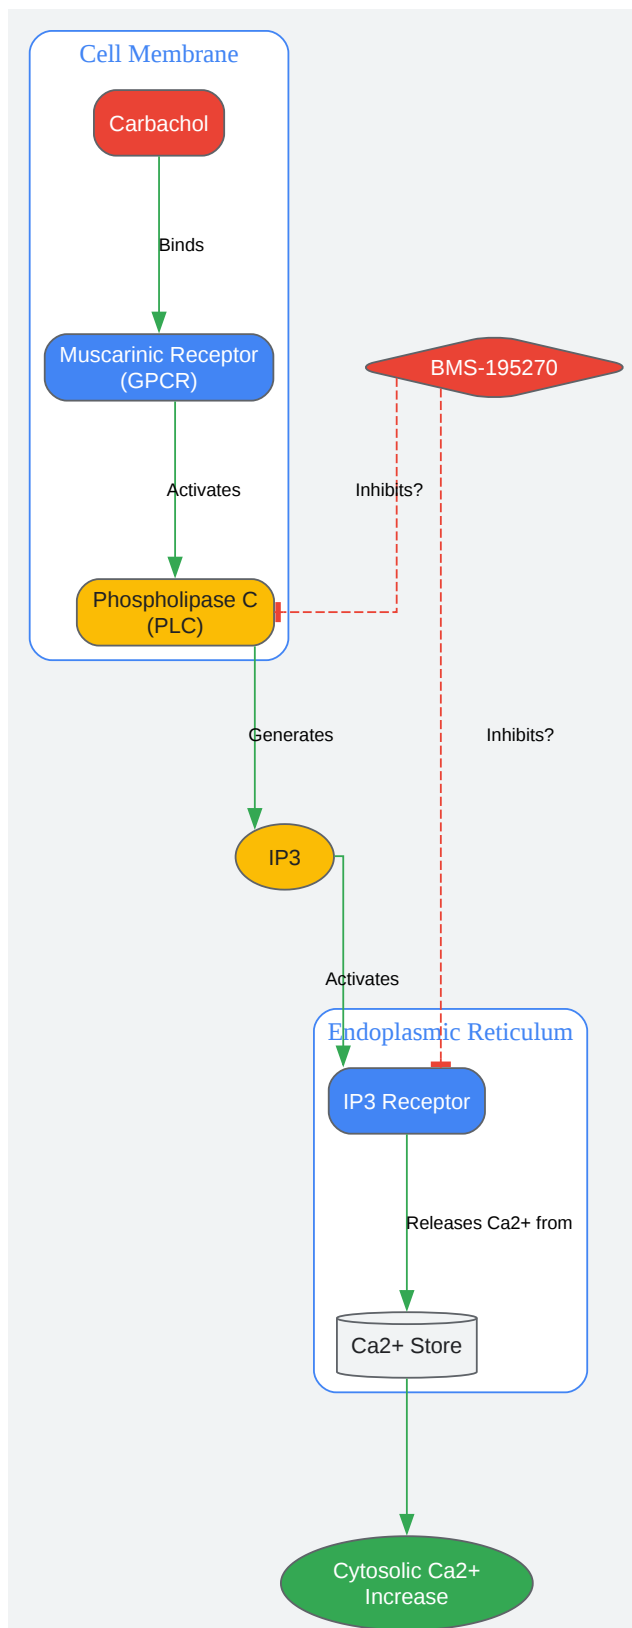 Cell Membrane
Carbachol
Binds
Muscarinic Receptor
(GPCR)
BMS-195270
Activates
Inhibits?
Phospholipase C
(PLC)
Generates
Inhibits?
IP3
Activates
Endoplasmic Reticulum
IP3 Receptor
Releases Ca2+ from
Ca2+ Store
Cytosolic Ca2+
Increase